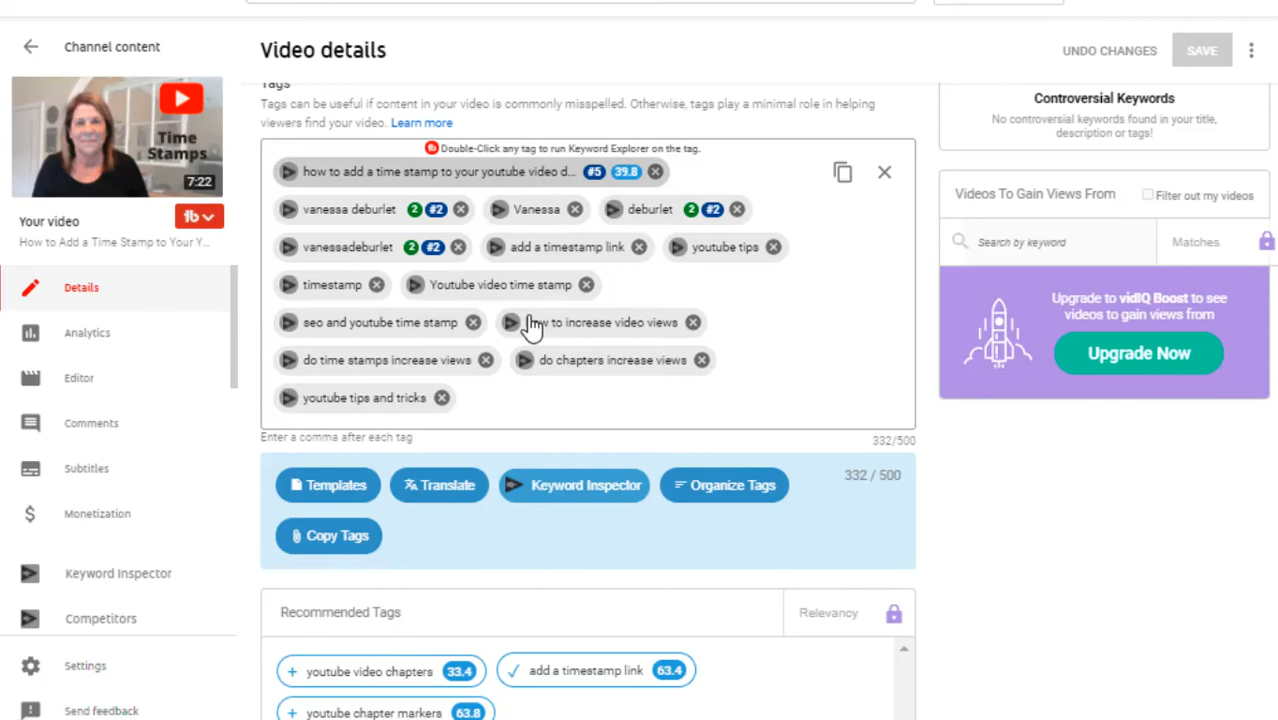 Channel content
Time
Stamps
7:22
Your video
How to Add a Time Stamp to Your Y...
Details
Analytics
Editor
Comments
Subtitles
Monetization
Keyword Inspector
Competitors
Settings
Send feedback
Video details
UNDO CHANGES
SAVE
Tags
Tags can be useful if content in your video is commonly misspelled. Otherwise, tags play a minimal role in helping
viewers find your video. Learn more
Double-Click any tag to run Keyword Explorer on the tag.
how to add a time stamp to your youtube video d... #5 39.8
vanessa deburlet 2 #2 Vanessa deburlet 2 #2
vanessadeburlet 2 #2 add a timestamp link youtube tips
timestamp Youtube video time stamp
seo and youtube time stamp to increase video views
do time stamps increase views do chapters increase views
youtube tips and tricks
Enter a comma after each tag 332/500
Templates Translate Keyword Inspector Organize Tags 332 / 500
Copy Tags
Recommended Tags Relevancy
+ youtube video chapters 33.4 ✓ add a timestamp link 63.4
+ youtube chapter markers 63.8
Controversial Keywords
No controversial keywords found in your title,
description or tags!
Videos To Gain Views From Filter out my videos
Search by keyword Matches
Upgrade to vidIQ Boost to see
videos to gain views from
Upgrade Now